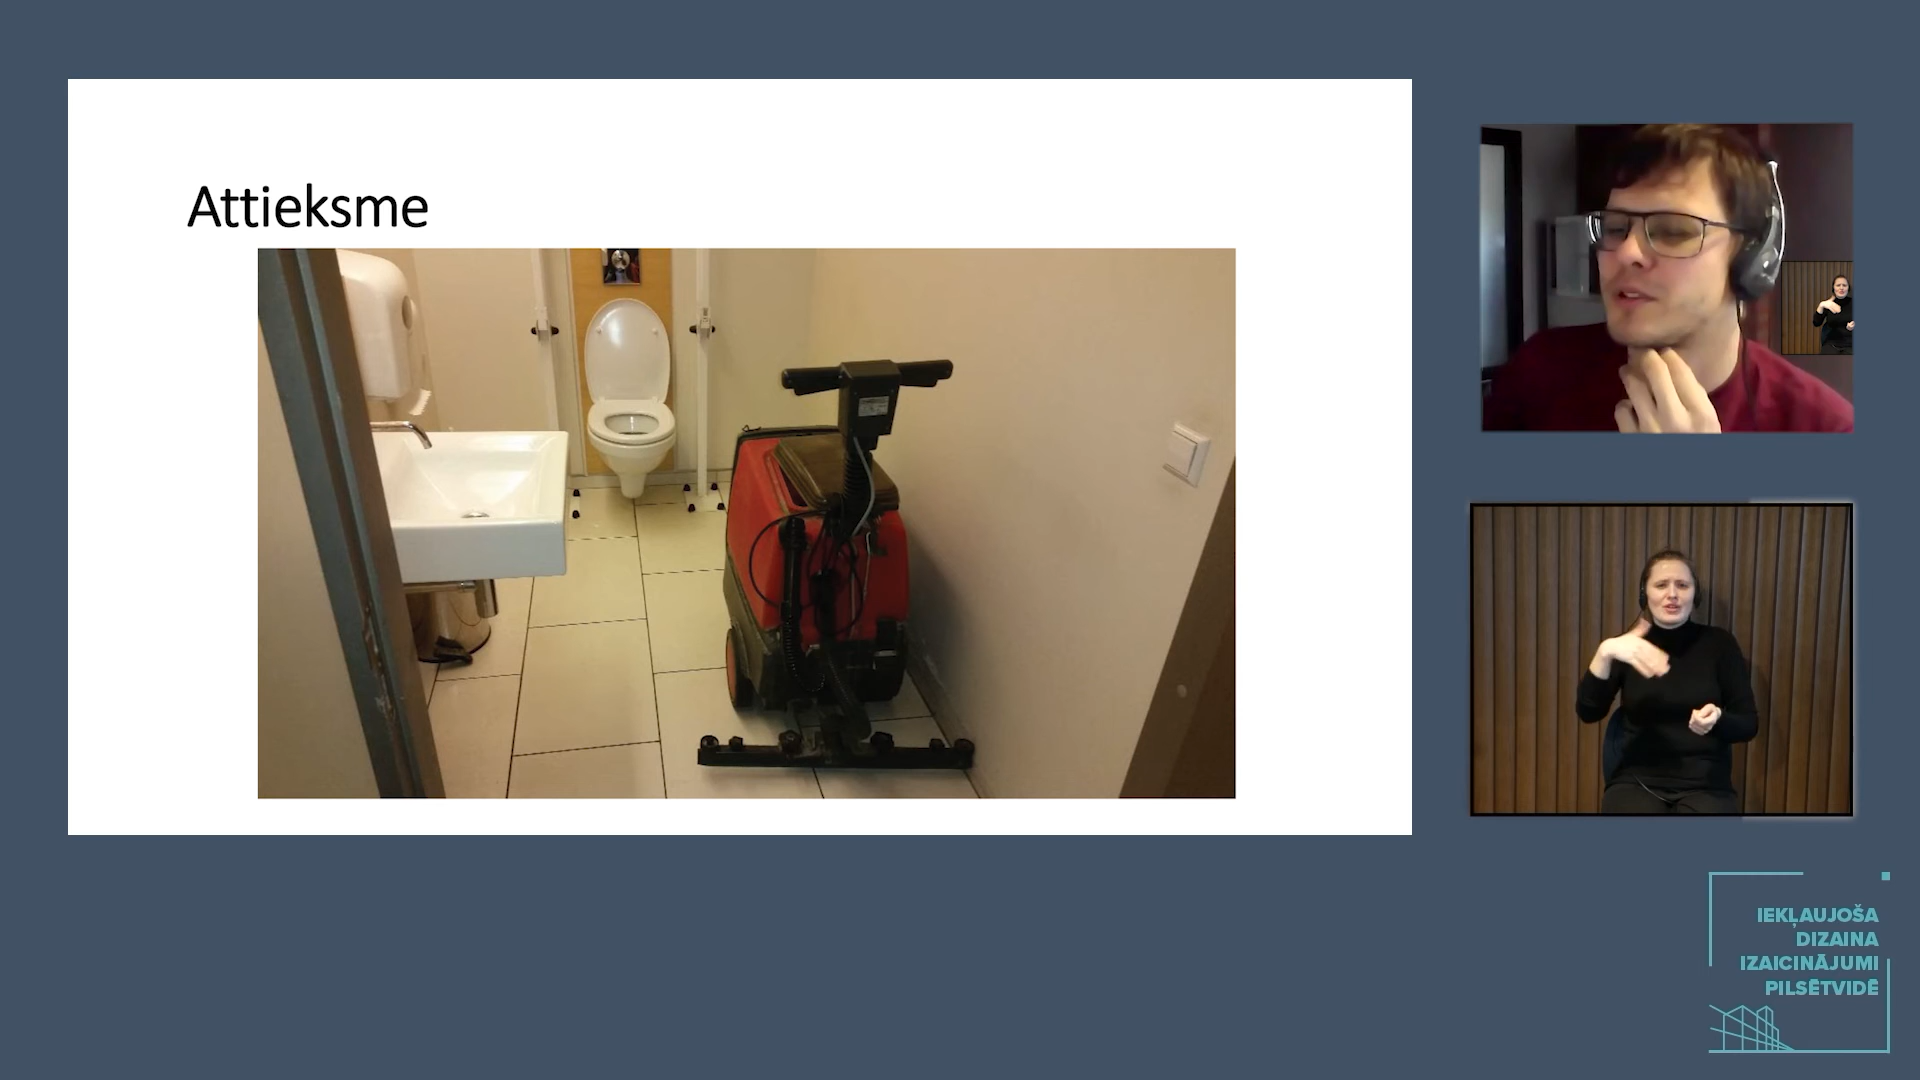 Attieksme
IEKĻAUJOŠA
DIZAINA
IZAICINĀJUMI
PILSĒTVIDĒ